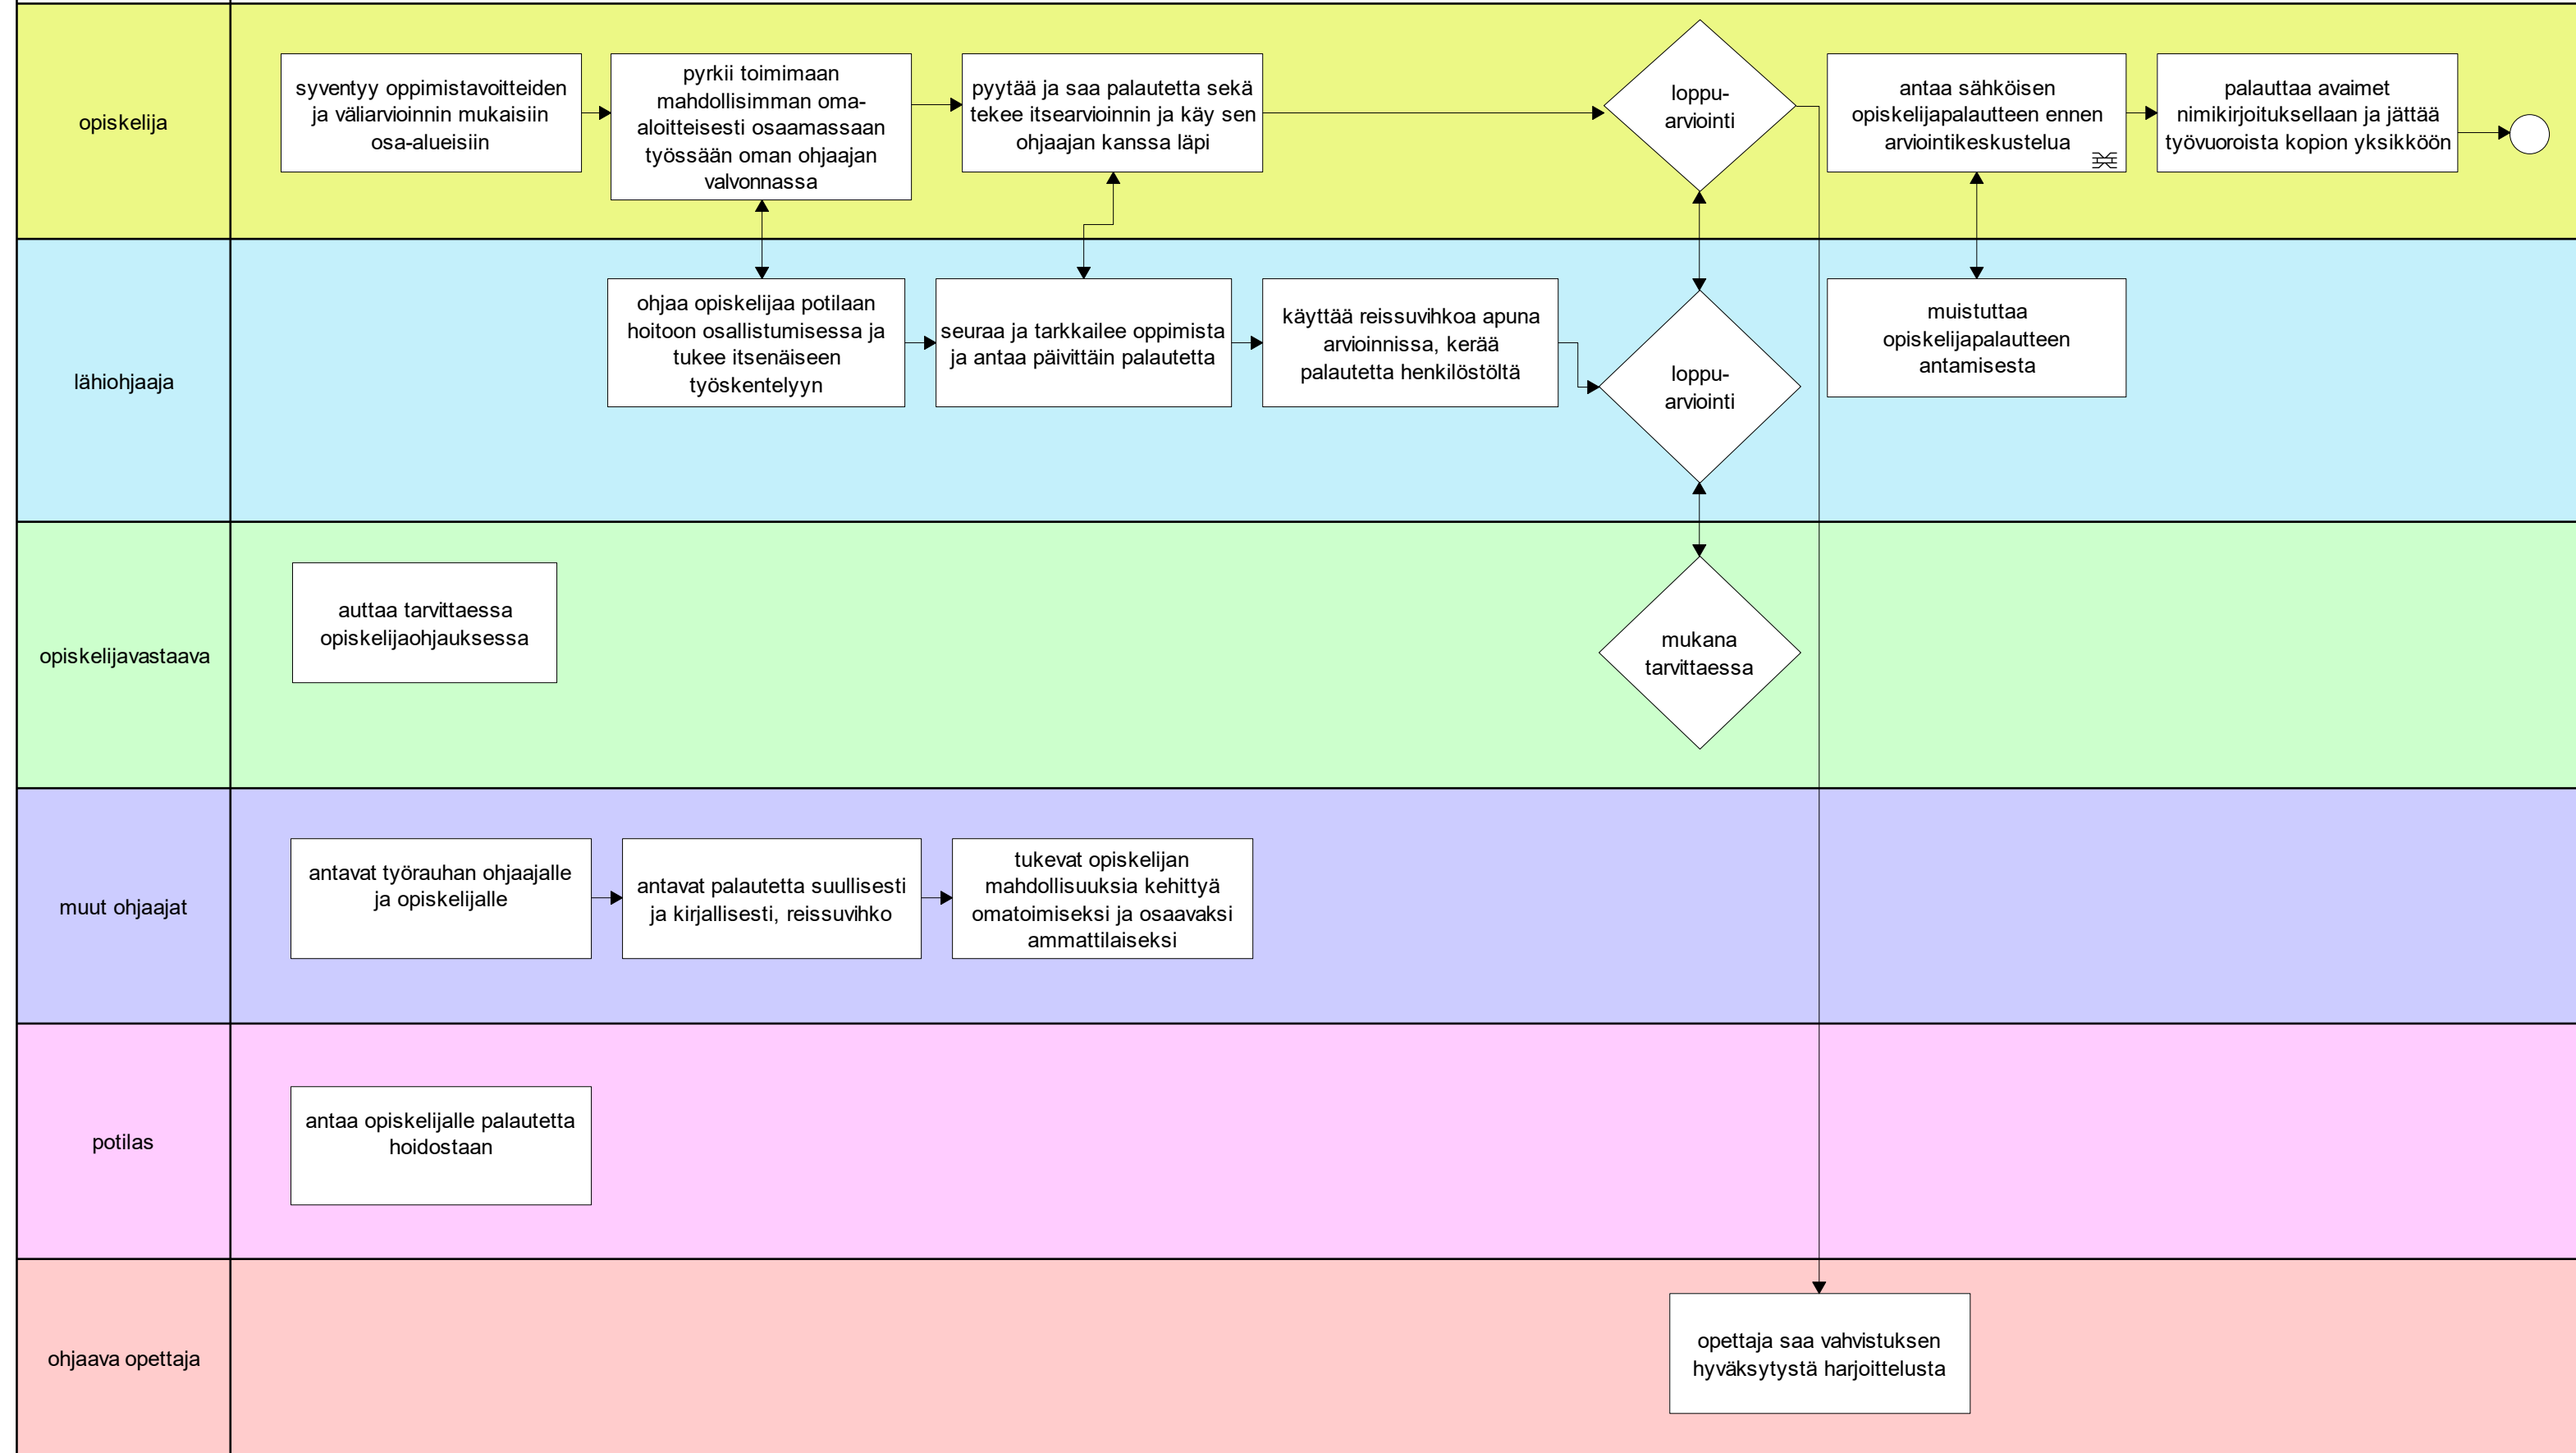 opiskelija
syventyy oppimistavoitteiden
ja väliarvioinnin mukaisiin
osa-alueisiin
pyrkii toimimaan
mahdollisimman oma-
aloitteisesti osaamassaan
työssään oman ohjaajan
valvonnassa
pyytää ja saa palautetta sekä
tekee itsearvioinnin ja käy sen
ohjaajan kanssa läpi
loppu-
arviointi
antaa sähköisen
opiskelijapalautteen ennen
arviointikeskustelua
palauttaa avaimet
nimikirjoituksellaan ja jättää
työvuoroista kopion yksikköön
lähiohjaaja
ohjaa opiskelijaa potilaan
hoitoon osallistumisessa ja
tukee itsenäiseen
työskentelyyn
seuraa ja tarkkailee oppimista
ja antaa päivittäin palautetta
käyttää reissuvihkoa apuna
arvioinnissa, kerää
palautetta henkilöstöltä
loppu-
arviointi
muistuttaa
opiskelijapalautteen
antamisesta
opiskelijavastaava
auttaa tarvittaessa
opiskelijaohjauksessa
mukana
tarvittaessa
muut ohjaajat
antavat työrauhan ohjaajalle
ja opiskelijalle
antavat palautetta suullisesti
ja kirjallisesti, reissuvihko
tukevat opiskelijan
mahdollisuuksia kehittyä
omatoimiseksi ja osaavaksi
ammattilaiseksi
potilas
antaa opiskelijalle palautetta
hoidostaan
ohjaava opettaja
opettaja saa vahvistuksen
hyväksytystä harjoittelusta